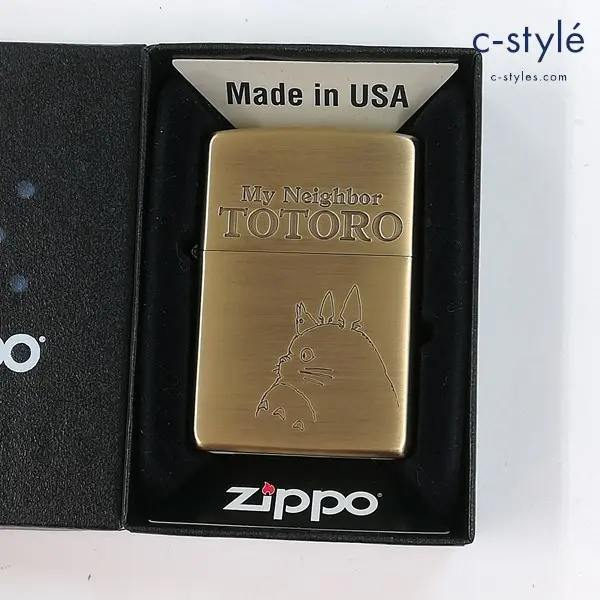 c-stylé
c-styles.com
Made in USA
My Neighbor
TOTORO
zippo